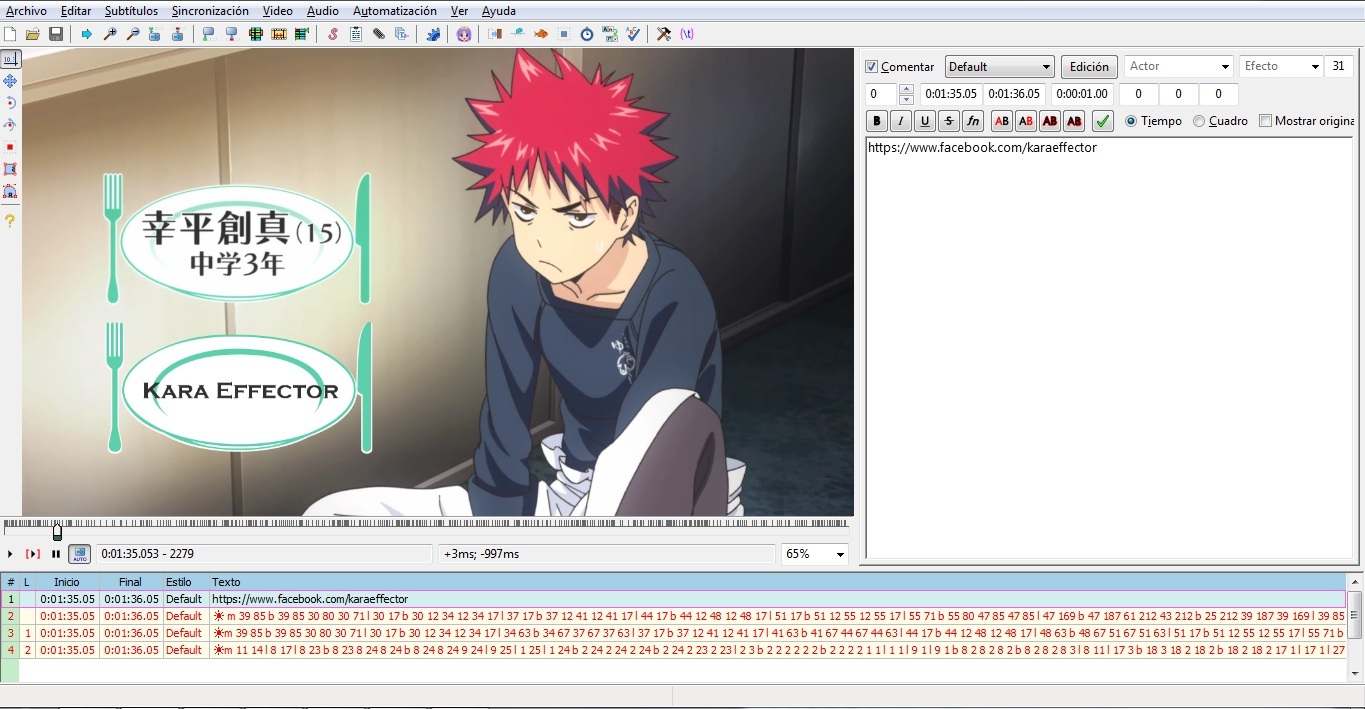 Archivo Editar Subtítulos Sincronización Video Audio Automatización Ver Ayuda
Comentar Default Edición Actor Efecto 31
0 0:01:35.05 0:01:36.05 0:00:01.00 0 0 0
B I U S fn AB AB AB AB Tiempo Cuadro Mostrar origina
https://www.facebook.com/karaeffector
幸平創真(15)
中学3年
Kara Effector
AUTO 0:01:35.053 - 2279 +3ms; -997ms 65%
# L Inicio Final Estilo Texto
1 0:01:35.05 0:01:36.05 Default https://www.facebook.com/karaeffector
2 0:01:35.05 0:01:36.05 Default ☀m 39 85 b 39 85 30 80 30 71 l 30 17 b 30 12 34 12 34 17 l 37 17 b 37 12 41 12 41 17 l 44 17 b 44 12 48 12 48 17 l 51 17 b 51 12 55 12 55 17 l 55 71 b 55 80 47 85 47 85 l 47 169 b 47 187 61 212 43 212 b 25 212 39 187 39 169 l 39 85
3 1 0:01:35.05 0:01:36.05 Default ☀m 39 85 b 39 85 30 80 30 71 l 30 17 b 30 12 34 12 34 17 l 34 63 b 34 67 37 67 37 63 l 37 17 b 37 12 41 12 41 17 l 41 63 b 41 67 44 67 44 63 l 44 17 b 44 12 48 12 48 17 l 48 63 b 48 67 51 67 51 63 l 51 17 b 51 12 55 12 55 17 l 55 71 b
4 2 0:01:35.05 0:01:36.05 Default ☀m 11 14 l 8 17 l 8 23 b 8 23 8 24 8 24 b 8 24 8 24 9 24 l 9 25 l 1 25 l 1 24 b 2 24 2 24 2 24 b 2 24 2 23 2 23 l 2 3 b 2 2 2 2 2 2 b 2 2 2 2 1 1 l 1 1 l 9 1 l 9 1 b 8 2 8 2 8 2 b 8 2 8 2 8 3 l 8 11 l 17 3 b 18 3 18 2 18 2 b 18 2 18 2 17 1 l 17 1 l 27